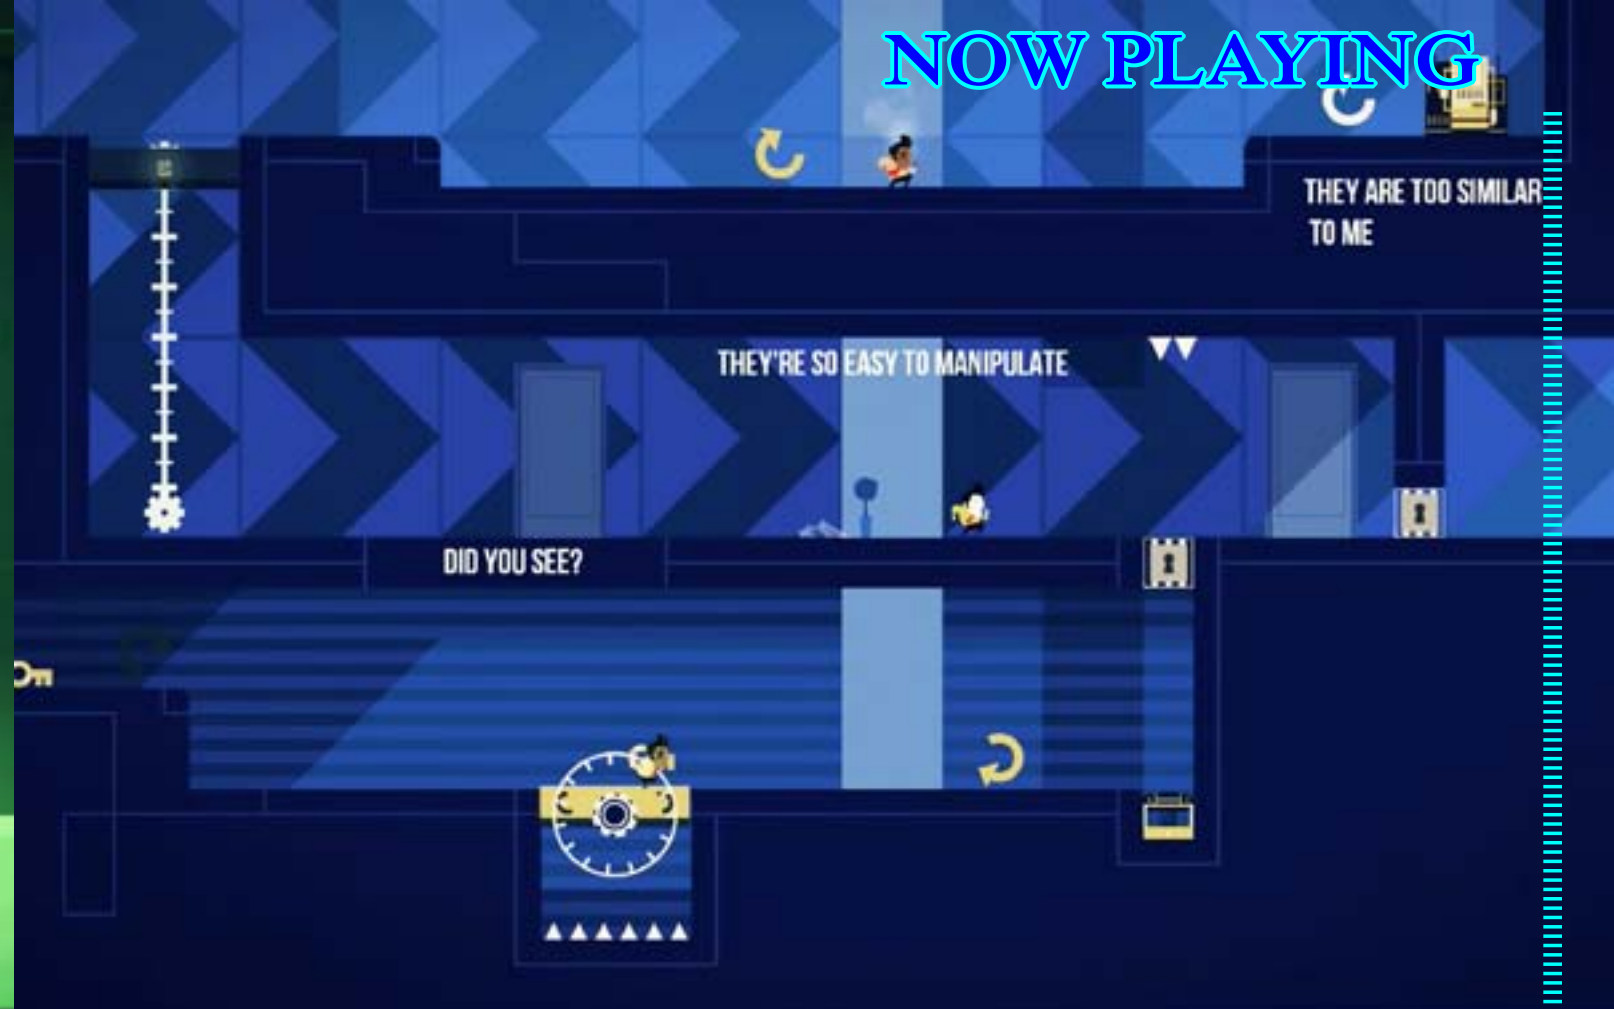 NOW PLAYING
THEY ARE TOO SIMILAR
TO ME
THEY'RE SO EASY TO MANIPULATE
DID YOU SEE?